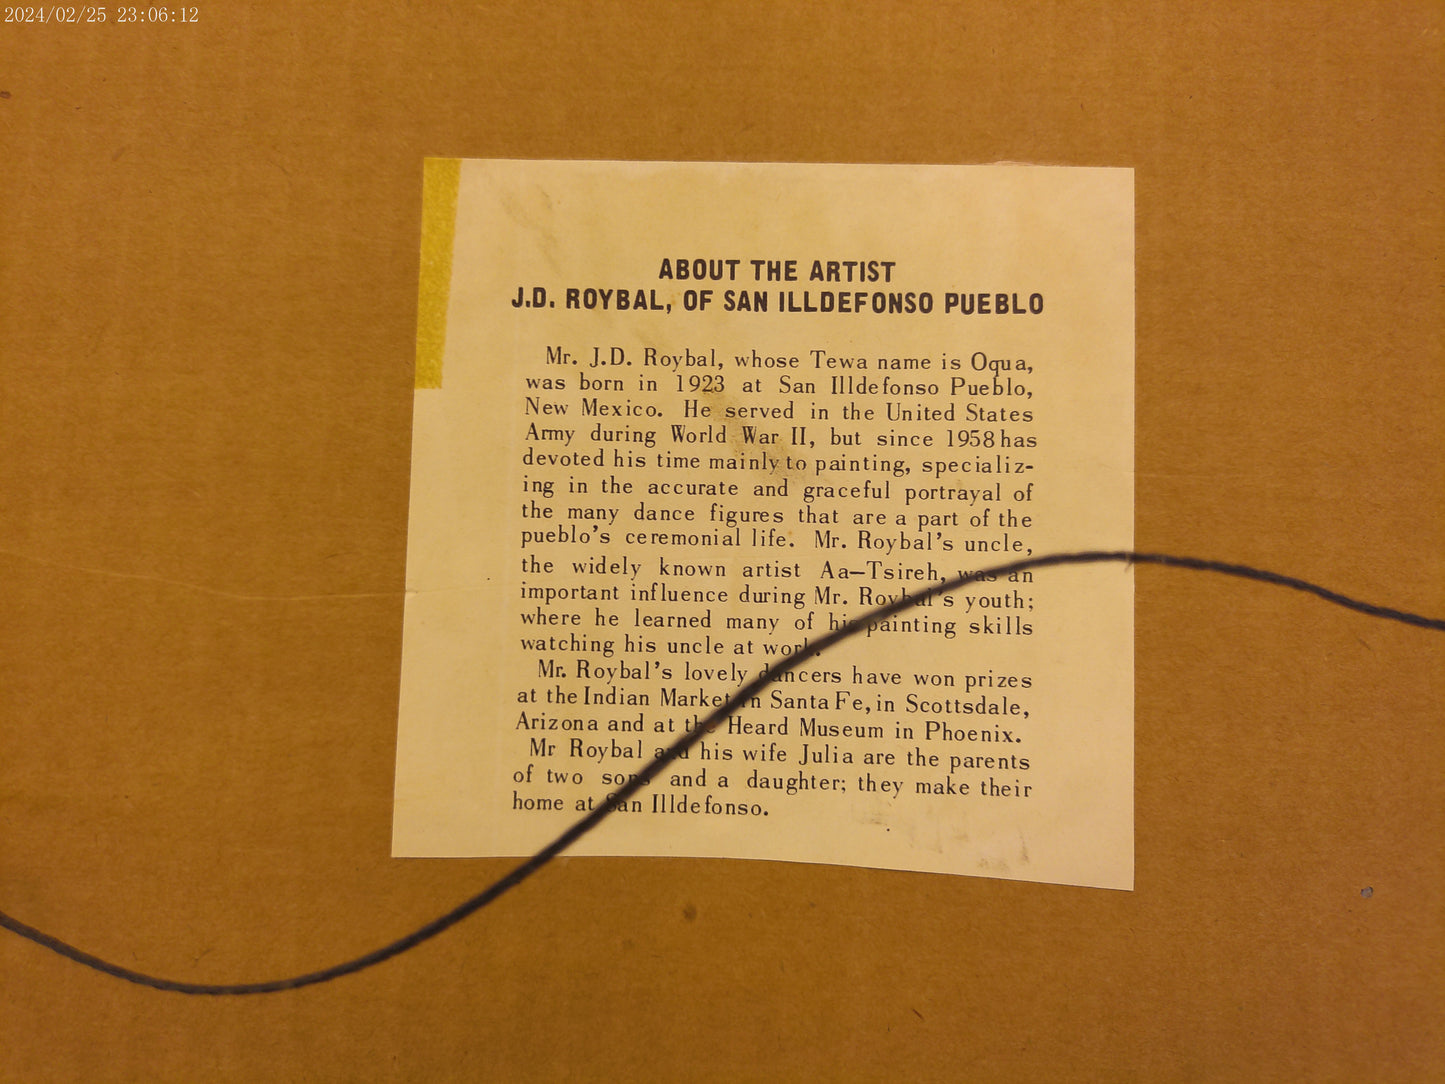 2024/02/25 23:06:12
ABOUT THE ARTIST
J.D. ROYBAL, OF SAN ILLDEFONSO PUEBLO
Mr. J.D. Roybal, whose Tewa name is Oqua,
was born in 1923 at San Illdefonso Pueblo,
New Mexico. He served in the United States
Army during World War II, but since 1958 has
devoted his time mainly to painting, specializ-
ing in the accurate and graceful portrayal of
the many dance figures that are a part of the
pueblo's ceremonial life. Mr. Roybal's uncle,
the widely known artist Aa-Tsireh, was an
important influence during Mr. Roybal's youth;
where he learned many of his painting skills
watching his uncle at work.
Mr. Roybal's lovely dancers have won prizes
at the Indian Market in Santa Fe, in Scottsdale,
Arizona and at the Heard Museum in Phoenix.
Mr Roybal and his wife Julia are the parents
of two sons and a daughter; they make their
home at San Illdefonso.